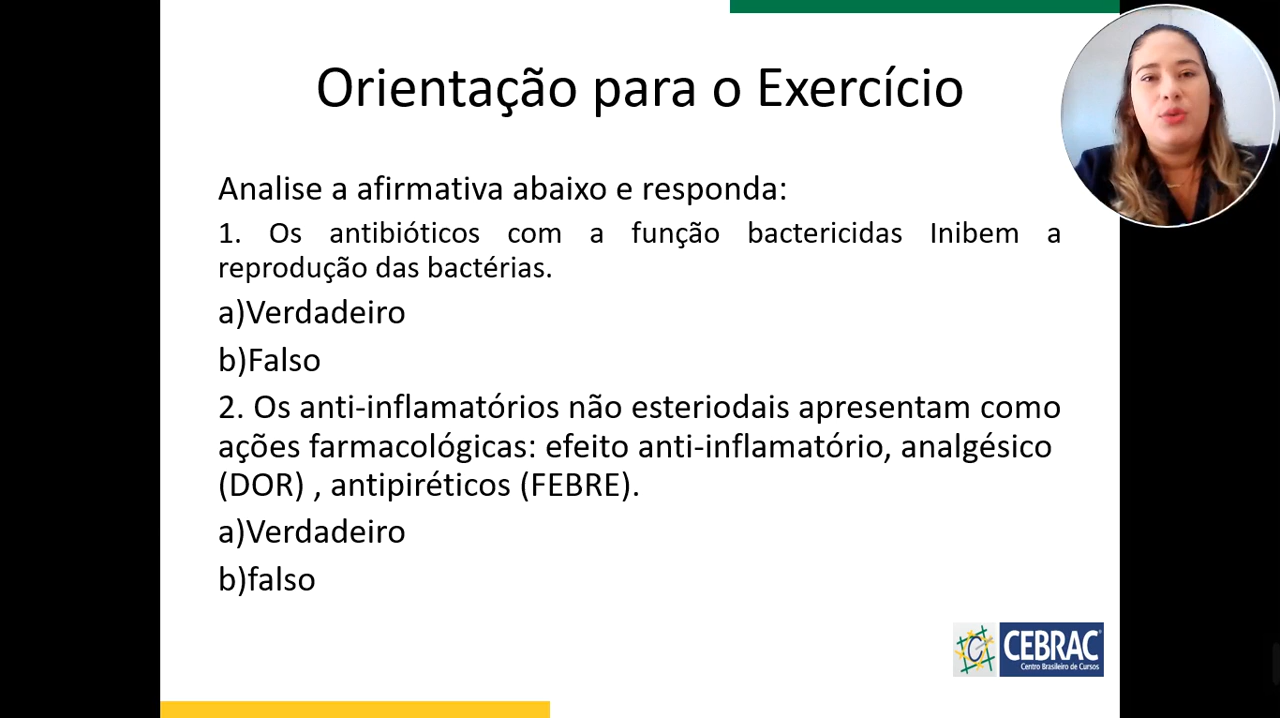 Orientação para o Exercício
Analise a afirmativa abaixo e responda:
1. Os antibióticos com a função bactericidas Inibem a
reprodução das bactérias.
a)Verdadeiro
b)Falso
2. Os anti-inflamatórios não esteriodais apresentam como
ações farmacológicas: efeito anti-inflamatório, analgésico
(DOR) , antipiréticos (FEBRE).
a)Verdadeiro
b)falso
CEBRAC
Centro Brasileiro de Cursos